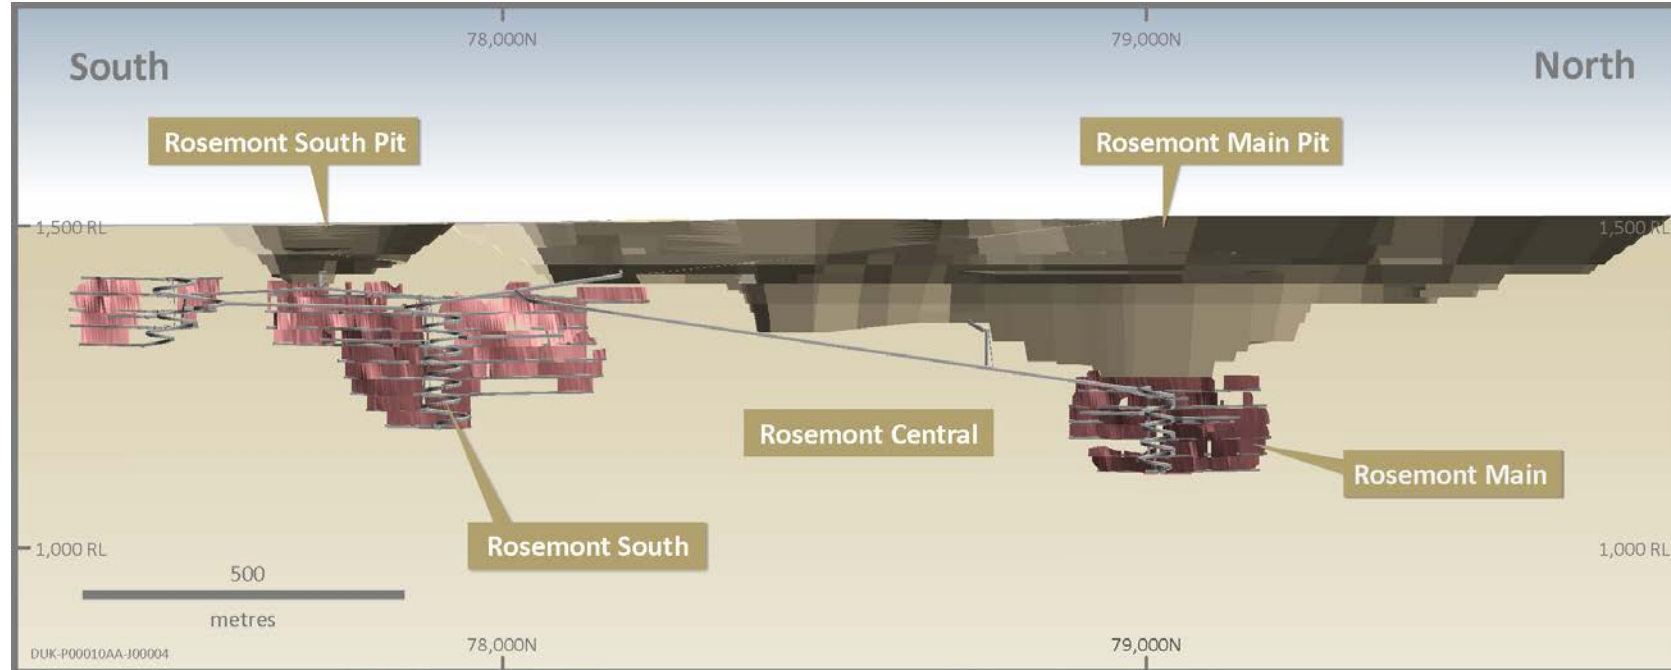 78,000N
79,000N
South
North
Rosemont South Pit
Rosemont Main Pit
1,500 RL
1,500 RL
Rosemont Central
Rosemont Main
Rosemont South
1,000 RL
1,000 RL
500
metres
78,000N
79,000N
DUK-P00010AA-J00004